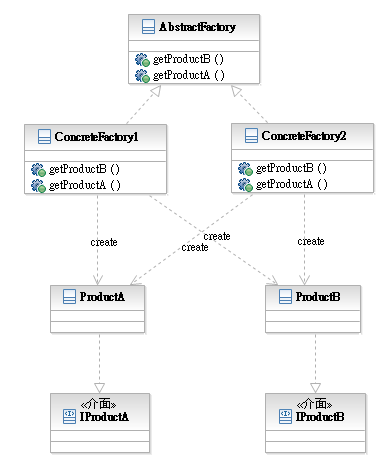 AbstractFactory
getProductB ( )
getProductA ( )
ConcreteFactory1
getProductB ( )
getProductA ( )
ConcreteFactory2
getProductB ( )
getProductA ( )
create
create
create
create
ProductA
ProductB
«介面»
IProductA
«介面»
IProductB